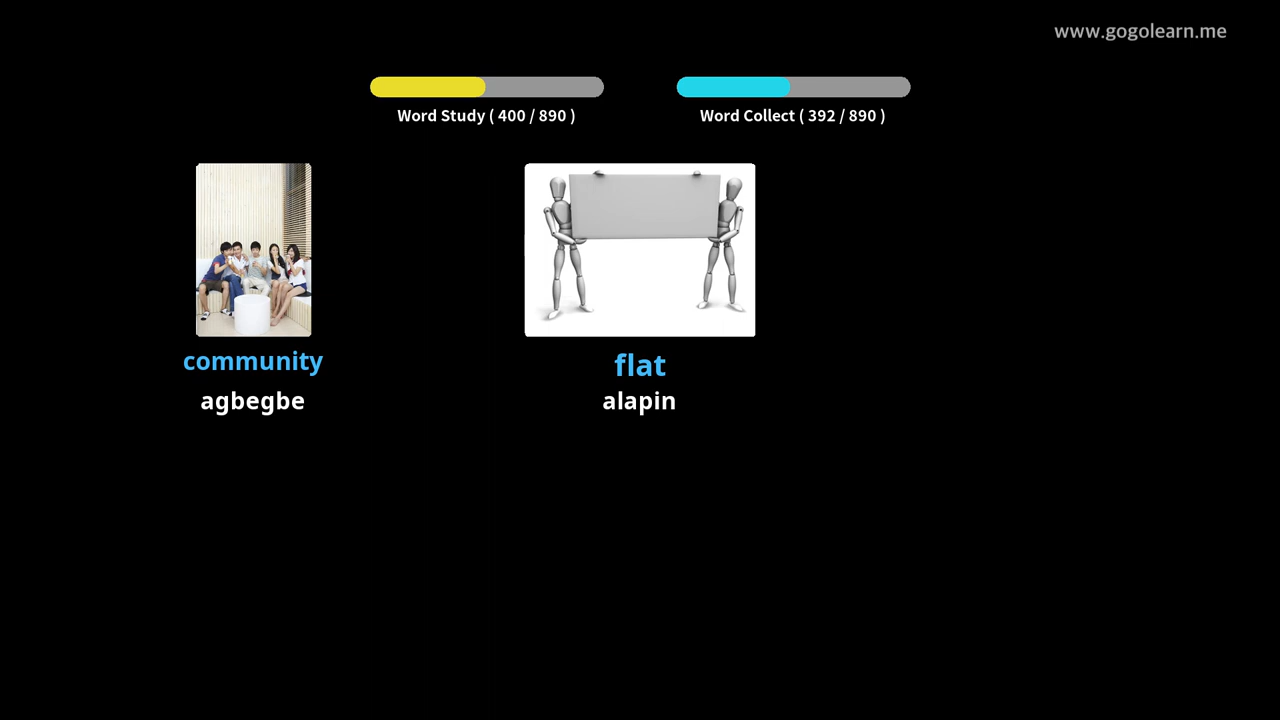 www.gogolearn.me
Word Study ( 400 / 890 )
Word Collect ( 392 / 890 )
community
agbegbe
flat
alapin